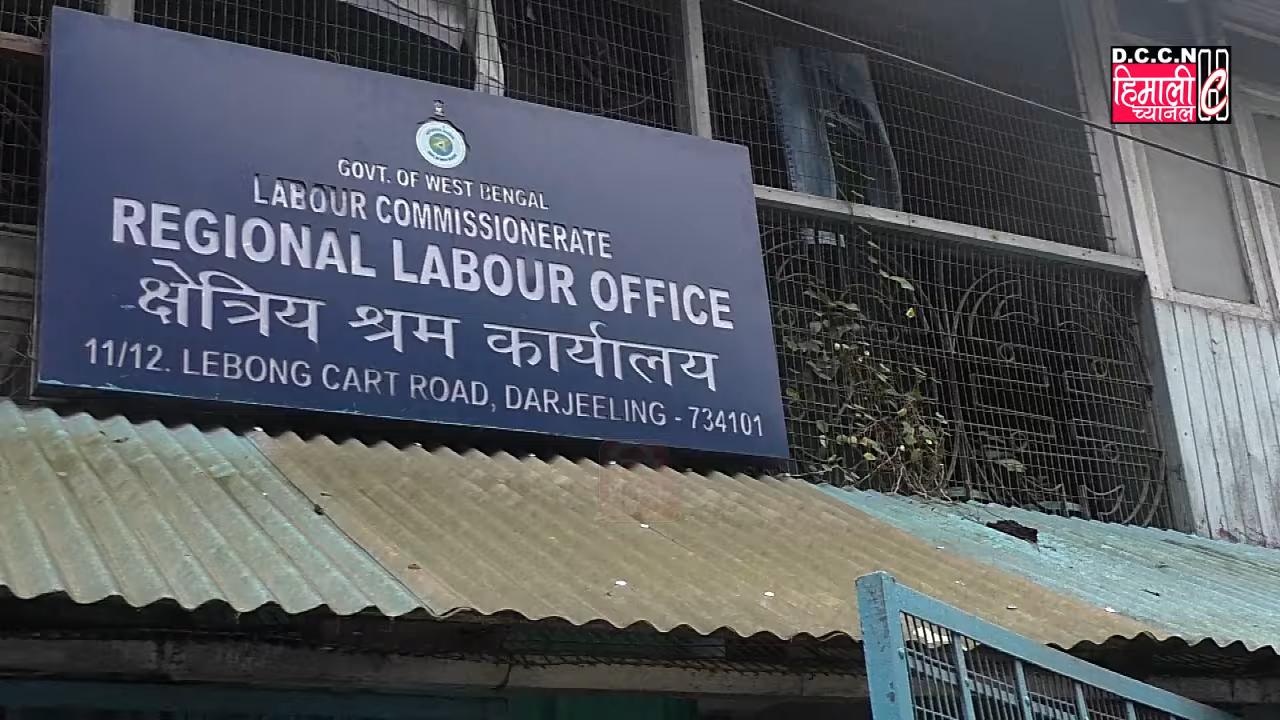 GOVT. OF WEST BENGAL
LABOUR COMMISSIONERATE
REGIONAL LABOUR OFFICE
क्षेत्रिय श्रम कार्यालय
11/12. LEBONG CART ROAD, DARJEELING - 734101
D.C.C.N
हिमाली
च्यानल